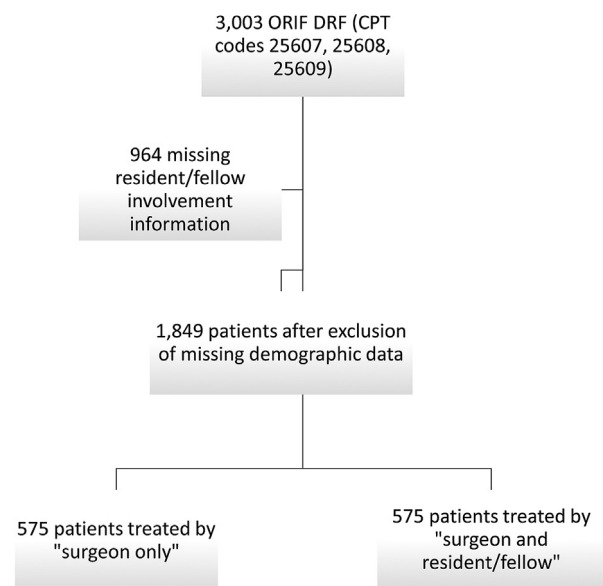 3,003 ORIF DRF (CPT
codes 25607, 25608,
25609)
964 missing
resident/fellow
involvement
information
1,849 patients after exclusion
of missing demographic data
575 patients treated by
"surgeon only"
575 patients treated by
"surgeon and
resident/fellow"